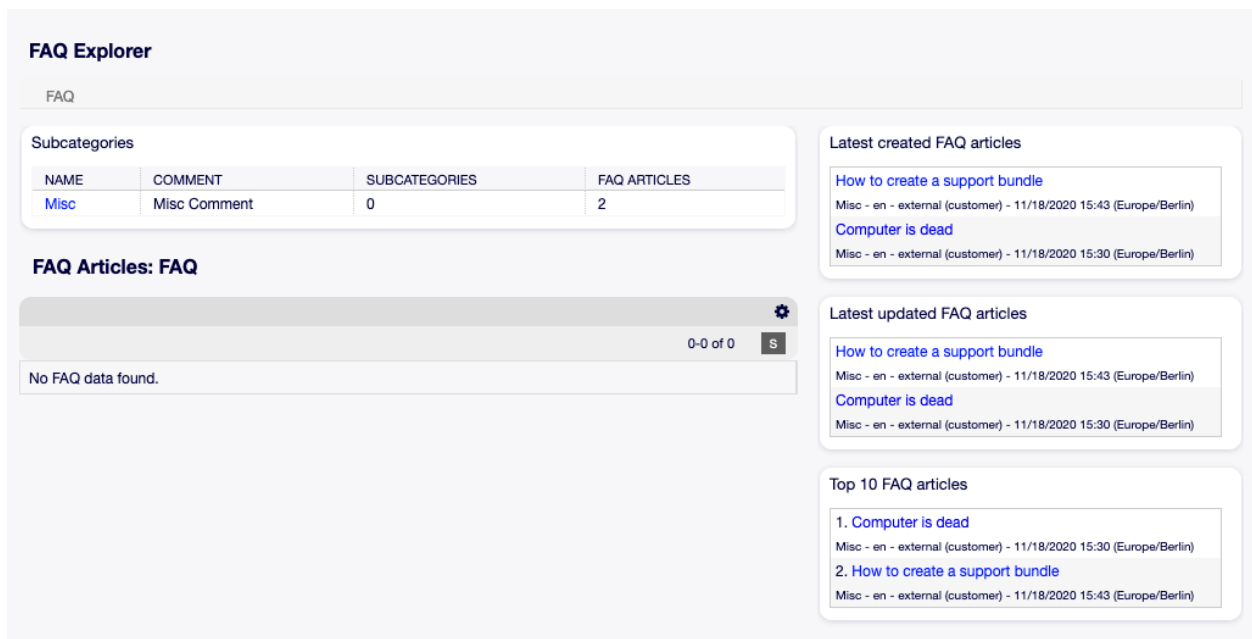 FAQ Explorer
FAQ
Subcategories
NAME COMMENT SUBCATEGORIES FAQ ARTICLES
Misc Misc Comment 0 2
FAQ Articles: FAQ
0-0 of 0 S
No FAQ data found.
Latest created FAQ articles
How to create a support bundle
Misc - en - external (customer) - 11/18/2020 15:43 (Europe/Berlin)
Computer is dead
Misc - en - external (customer) - 11/18/2020 15:30 (Europe/Berlin)
Latest updated FAQ articles
How to create a support bundle
Misc - en - external (customer) - 11/18/2020 15:43 (Europe/Berlin)
Computer is dead
Misc - en - external (customer) - 11/18/2020 15:30 (Europe/Berlin)
Top 10 FAQ articles
1. Computer is dead
Misc - en - external (customer) - 11/18/2020 15:30 (Europe/Berlin)
2. How to create a support bundle
Misc - en - external (customer) - 11/18/2020 15:43 (Europe/Berlin)